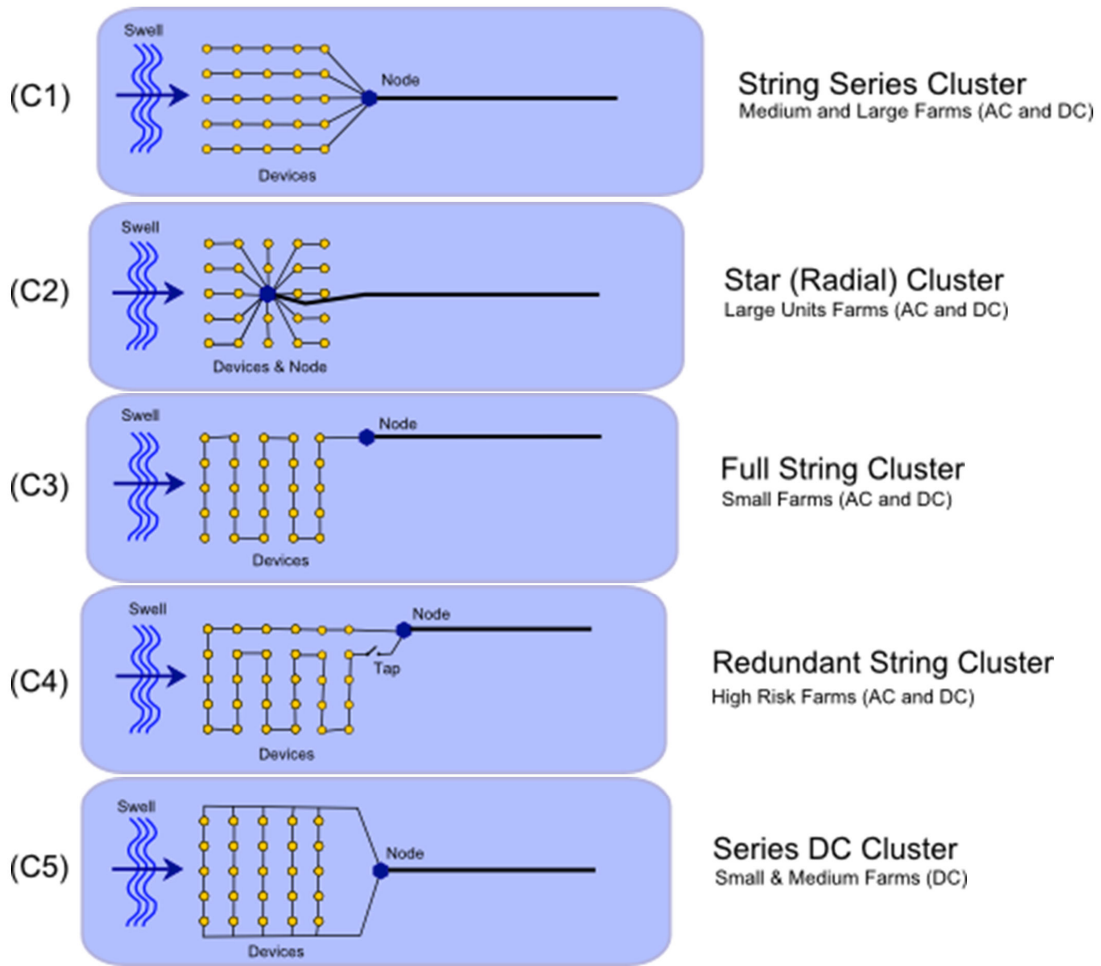 (C1)
Swell
Node
Devices
String Series Cluster
Medium and Large Farms (AC and DC)
(C2)
Swell
Devices & Node
Star (Radial) Cluster
Large Units Farms (AC and DC)
(C3)
Swell
Node
Devices
Full String Cluster
Small Farms (AC and DC)
(C4)
Swell
Node
Tap
Devices
Redundant String Cluster
High Risk Farms (AC and DC)
(C5)
Swell
Node
Devices
Series DC Cluster
Small & Medium Farms (DC)